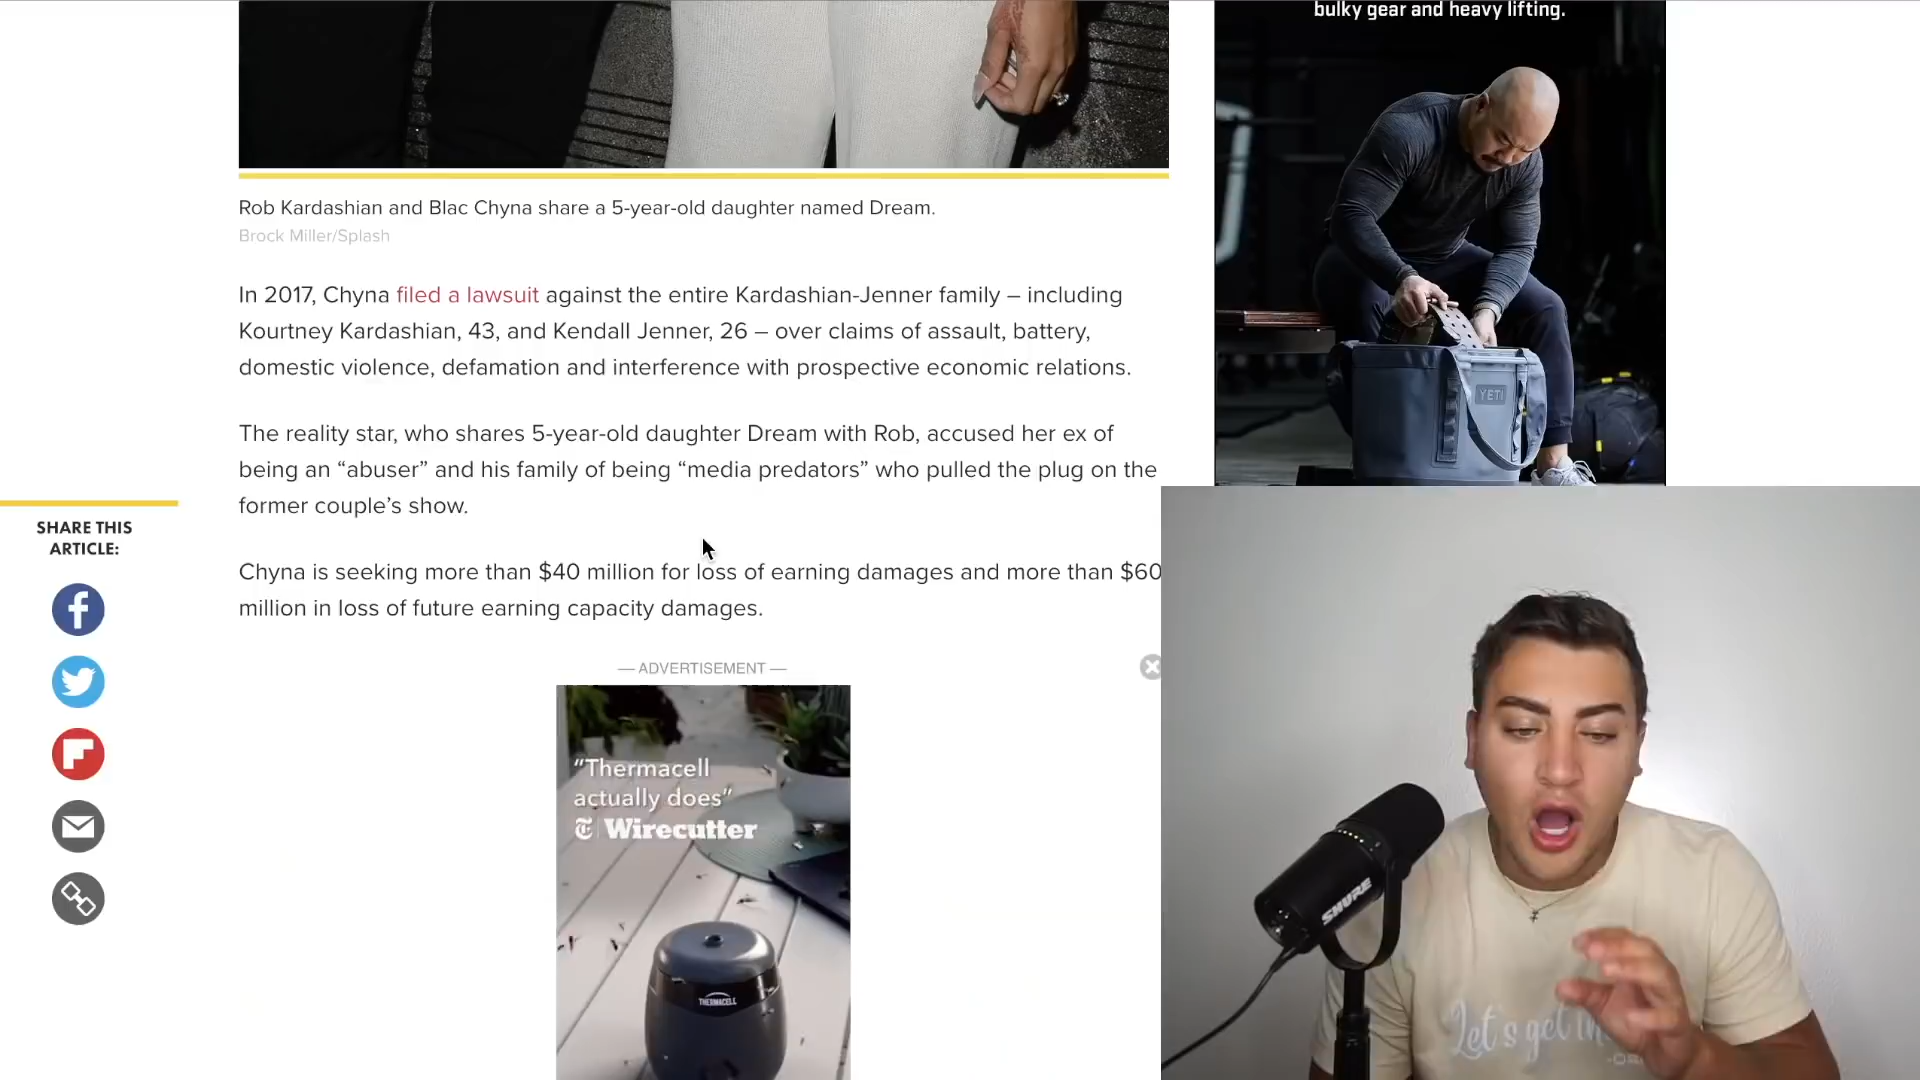 bulky gear and heavy lifting.
YETI
Rob Kardashian and Blac Chyna share a 5-year-old daughter named Dream.
Brock Miller/Splash
In 2017, Chyna filed a lawsuit against the entire Kardashian-Jenner family – including
Kourtney Kardashian, 43, and Kendall Jenner, 26 – over claims of assault, battery,
domestic violence, defamation and interference with prospective economic relations.
The reality star, who shares 5-year-old daughter Dream with Rob, accused her ex of
being an “abuser” and his family of being “media predators” who pulled the plug on the
former couple’s show.
SHARE THIS
ARTICLE:
Chyna is seeking more than $40 million for loss of earning damages and more than $60
million in loss of future earning capacity damages.
— ADVERTISEMENT —
“Thermacell
actually does”
Wirecutter
THERMACELL
SHURE
Let's get